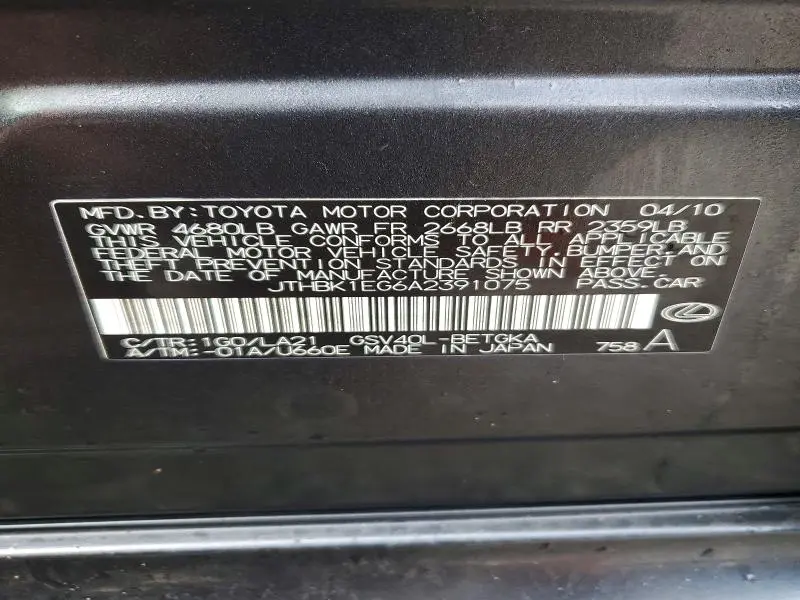 MFD. BY: TOYOTA MOTOR CORPORATION 04/10
GVWR 4680LB GAWR FR 2668LB RR 2359LB
THIS VEHICLE CONFORMS TO ALL APPLICABLE
FEDERAL MOTOR VEHICLE SAFETY, BUMPER AND
THEFT PREVENTION STANDARDS IN EFFECT ON
THE DATE OF MANUFACTURE SHOWN ABOVE.
JTHBK1EG6A2391075 PASS.CAR
C/TR: 1G0/LA21 GSV40L-BETGKA
A/TM: -01A/U660E MADE IN JAPAN 758 A